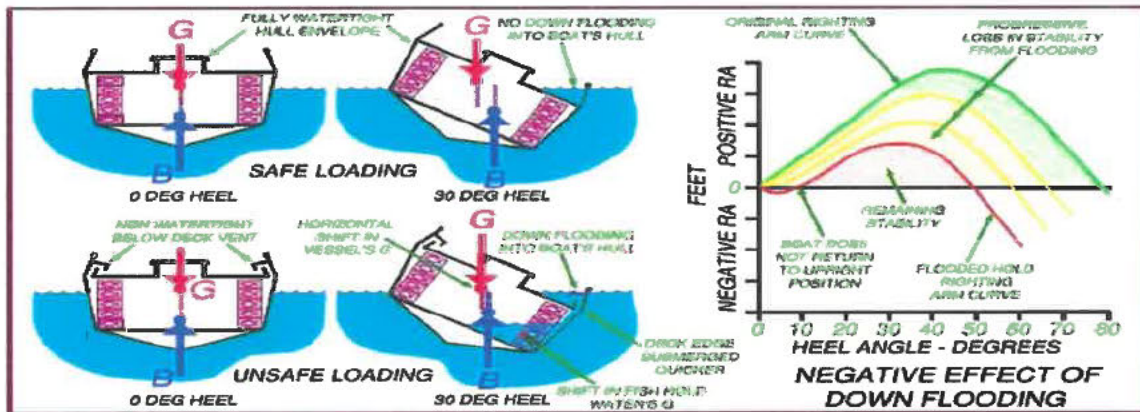 G
FULLY WATERTIGHT
HULL ENVELOPE
G
NO DOWN FLOODING
INTO BOAT'S HULL
B
B
SAFE LOADING
0 DEG HEEL
30 DEG HEEL
NON WATERTIGHT
BELOW DECK VENT
G
G
HORIZONTAL
SHIFT IN
VESSEL'S G
G
DOWN FLOODING
INTO BOAT'S HULL
B
B
UNSAFE LOADING
0 DEG HEEL
30 DEG HEEL
DECK EDGE
SUBMERGED
QUICKER
SHIFT IN FISH HOLD
WATER'S G
ORIGINAL RIGHTING
ARM CURVE
PROGRESSIVE
LOSS IN STABILITY
FROM FLOODING
FEET
POSITIVE RA
NEGATIVE RA
0
REMAINING
STABILITY
BOAT DOES
NOT RETURN
TO UPRIGHT
POSITION
FLOODED HOLD
RIGHTING
ARM CURVE
0 10 20 30 40 50 60 70 80
HEEL ANGLE - DEGREES
NEGATIVE EFFECT OF
DOWN FLOODING